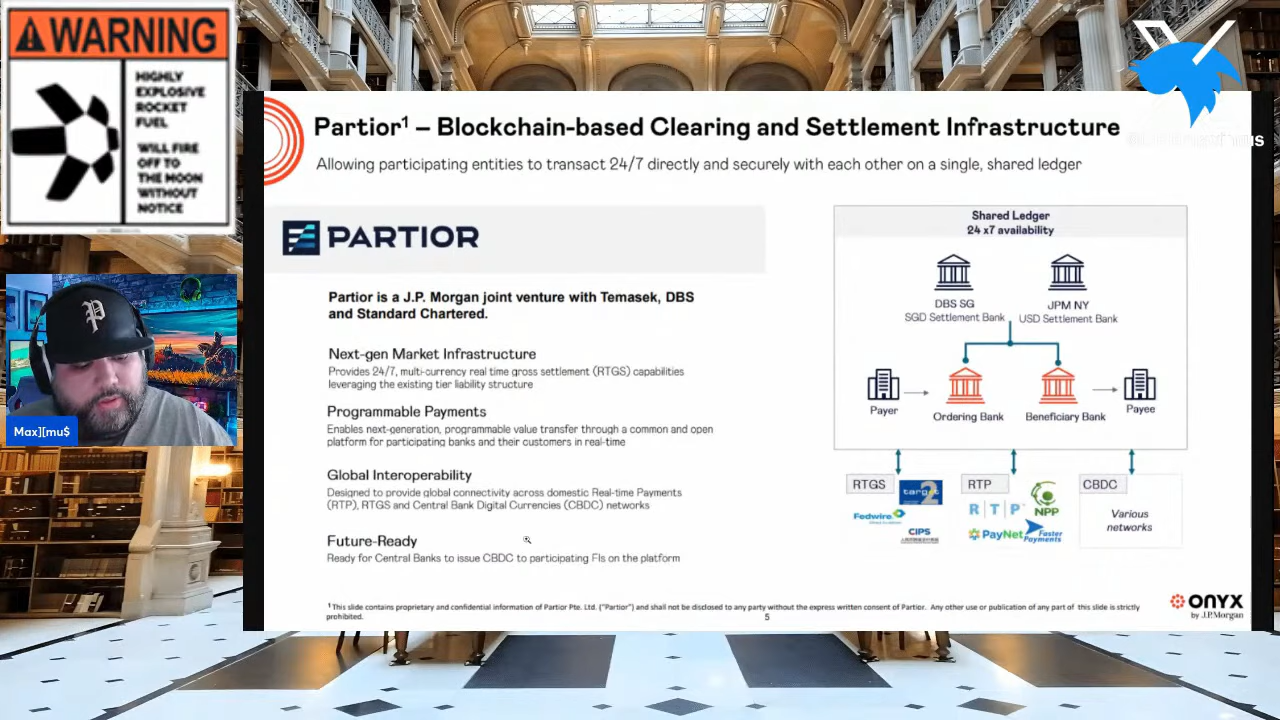 WARNING
HIGHLY
EXPLOSIVE
ROCKET
FUEL
WILL FIRE
OFF TO
THE MOON
WITHOUT
NOTICE
Max][mu$
Partior¹ – Blockchain-based Clearing and Settlement Infrastructure
Allowing participating entities to transact 24/7 directly and securely with each other on a single, shared ledger
PARTIOR
Partior is a J.P. Morgan joint venture with Temasek, DBS
and Standard Chartered.
Next-gen Market Infrastructure
Provides 24/7, multi-currency real time gross settlement (RTGS) capabilities
leveraging the existing tier liability structure
Programmable Payments
Enables next-generation, programmable value transfer through a common and open
platform for participating banks and their customers in real-time
Global Interoperability
Designed to provide global connectivity across domestic Real-time Payments
(RTP), RTGS and Central Bank Digital Currencies (CBDC) networks
Future-Ready
Ready for Central Banks to issue CBDC to participating FIs on the platform
Shared Ledger
24 x7 availability
DBS SG
SGD Settlement Bank
JPM NY
USD Settlement Bank
Payer
Ordering Bank
Beneficiary Bank
Payee
RTGS
target 2
Fedwire
CIPS
RTP
RTP
NPP
PayNet
Faster
Payments
CBDC
Various
networks
¹ This slide contains proprietary and confidential information of Partior Pte. Ltd. ("Partior") and shall not be disclosed to any party without the express written consent of Partior. Any other use or publication of any part of this slide is strictly
prohibited.
5
ONYX
by J.P.Morgan